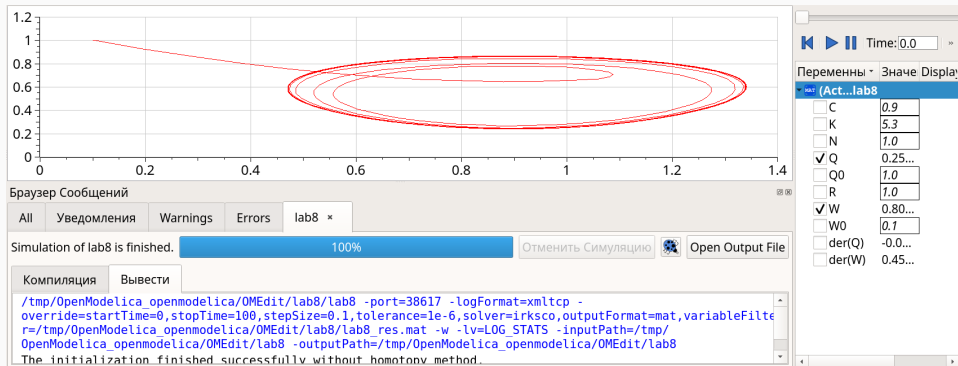 1.2
1
0.8
0.6
0.4
0.2
0
0 0.2 0.4 0.6 0.8 1 1.2 1.4
Браузер Сообщений
All Уведомления Warnings Errors lab8 ×
Simulation of lab8 is finished. 100% Отменить Симуляцию Open Output File
Компиляция Вывести
/tmp/OpenModelica_openmodelica/OMEdit/lab8/lab8 -port=38617 -logFormat=xmltcp -
override=startTime=0,stopTime=100,stepSize=0.1,tolerance=1e-6,solver=irksco,outputFormat=mat,variableFilte
r=/tmp/OpenModelica_openmodelica/OMEdit/lab8/lab8_res.mat -w -lv=LOG_STATS -inputPath=/tmp/
OpenModelica_openmodelica/OMEdit/lab8 -outputPath=/tmp/OpenModelica_openmodelica/OMEdit/lab8
The initialization finished successfully without homotopy method.
Time: 0.0 »
Переменны Значе Display
(Act...lab8
C 0.9
K 5.3
N 1.0
Q 0.25...
Q0 1.0
R 1.0
W 0.80...
W0 0.1
der(Q) -0.0...
der(W) 0.45...